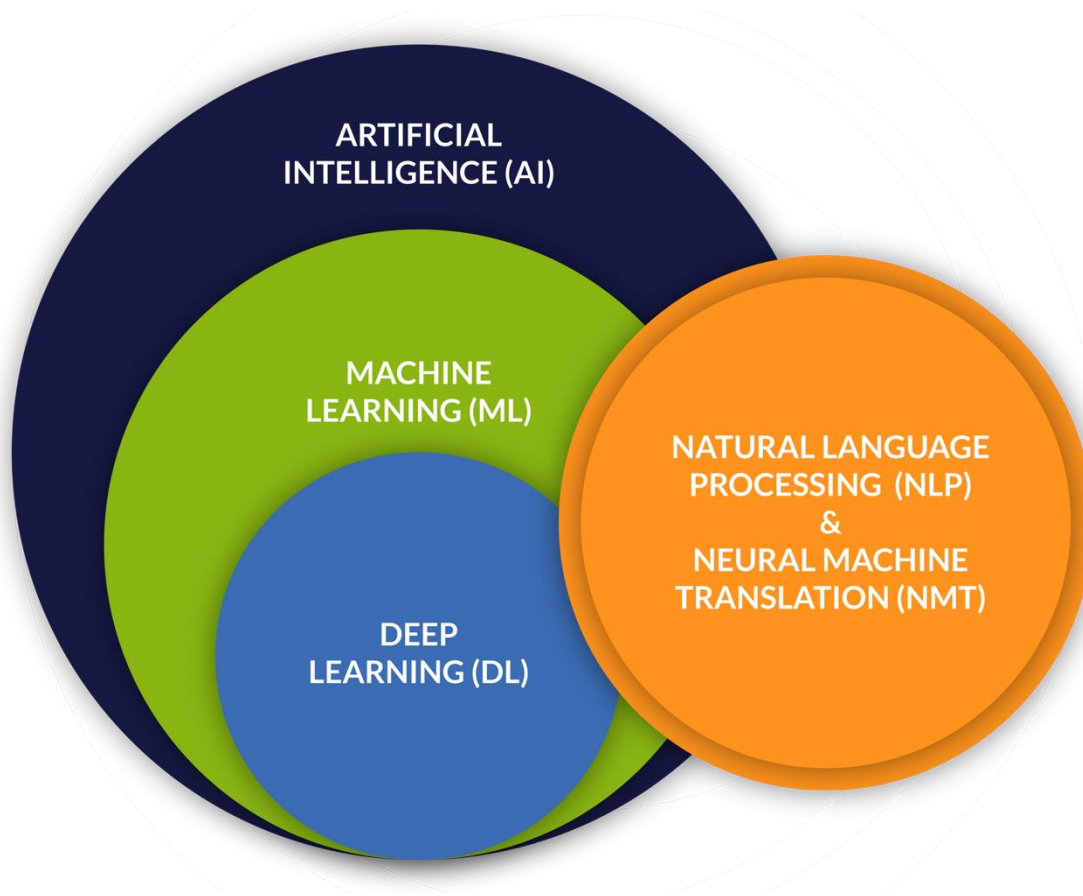 ARTIFICIAL
INTELLIGENCE (AI)
MACHINE
LEARNING (ML)
DEEP
LEARNING (DL)
NATURAL LANGUAGE
PROCESSING (NLP)
&
NEURAL MACHINE
TRANSLATION (NMT)